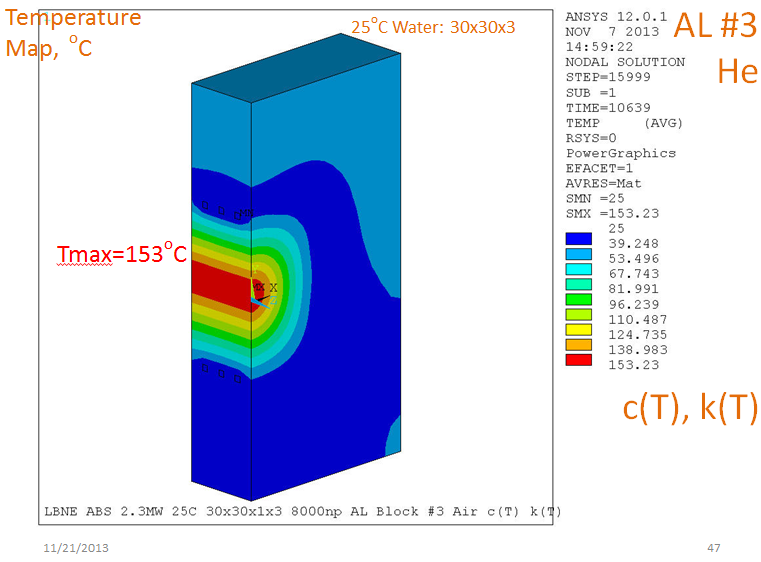 Temperature
Map, °C
25°C Water: 30x30x3
AL #3
He
ANSYS 12.0.1
NOV  7 2013
14:59:22
NODAL SOLUTION
STEP=15999
SUB =1
TIME=10639
TEMP     (AVG)
RSYS=0
PowerGraphics
EFACET=1
AVRES=Mat
SMN =25
SMX =153.23
25
39.248
53.496
67.743
81.991
96.239
110.487
124.735
138.983
153.23
Tmax=153°C
MX X
c(T), k(T)
LBNE ABS 2.3MW 25C 30x30x1x3 8000np AL Block #3 Air c(T) k(T)
11/21/2013
47